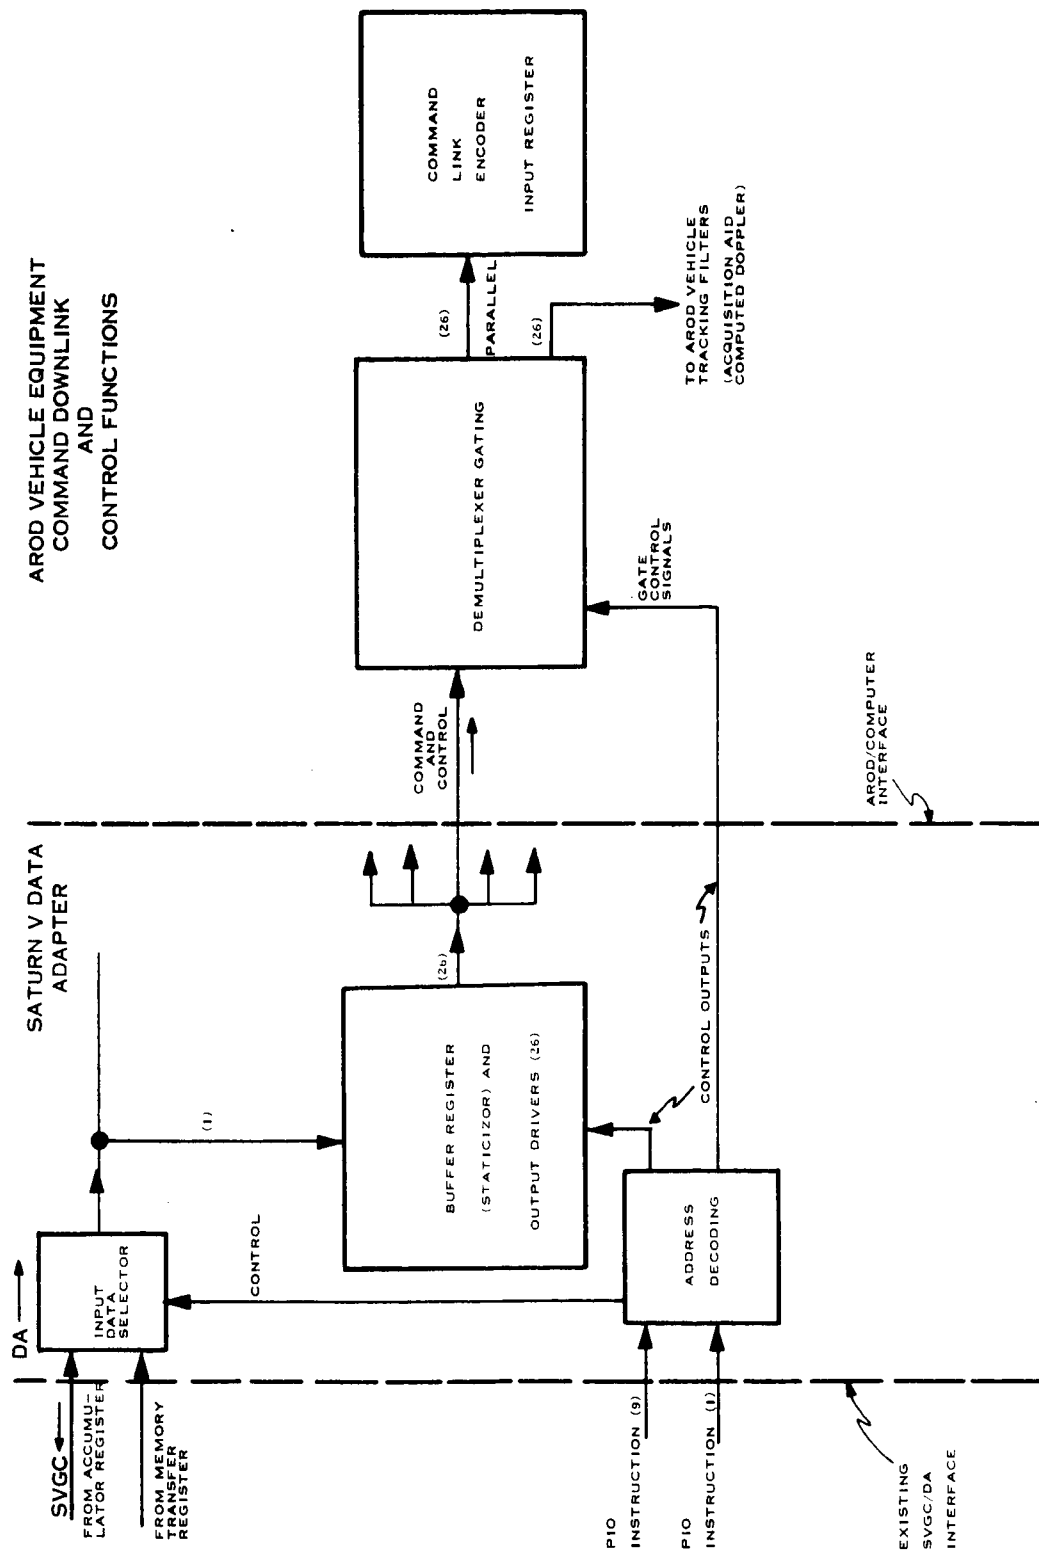 SVGC
DA
FROM ACCUMU-
LATOR REGISTER
FROM MEMORY
TRANSFER
REGISTER
INPUT
DATA
SELECTOR
SATURN V DATA
ADAPTER
AROD VEHICLE EQUIPMENT
COMMAND DOWNLINK
AND
CONTROL FUNCTIONS
(1)
CONTROL
BUFFER REGISTER
(STATICIZOR) AND
OUTPUT DRIVERS (26)
(26)
COMMAND
AND
CONTROL
DEMULTIPLEXER GATING
(26)
PARALLEL
(26)
COMMAND
LINK
ENCODER
INPUT REGISTER
PIO
INSTRUCTION (9)
PIO
INSTRUCTION (1)
ADDRESS
DECODING
CONTROL OUTPUTS
GATE
CONTROL
SIGNALS
TO AROD VEHICLE
TRACKING FILTERS
(ACQUISITION AID
COMPUTED DOPPLER)
EXISTING
SVGC/DA
INTERFACE
AROD/COMPUTER
INTERFACE